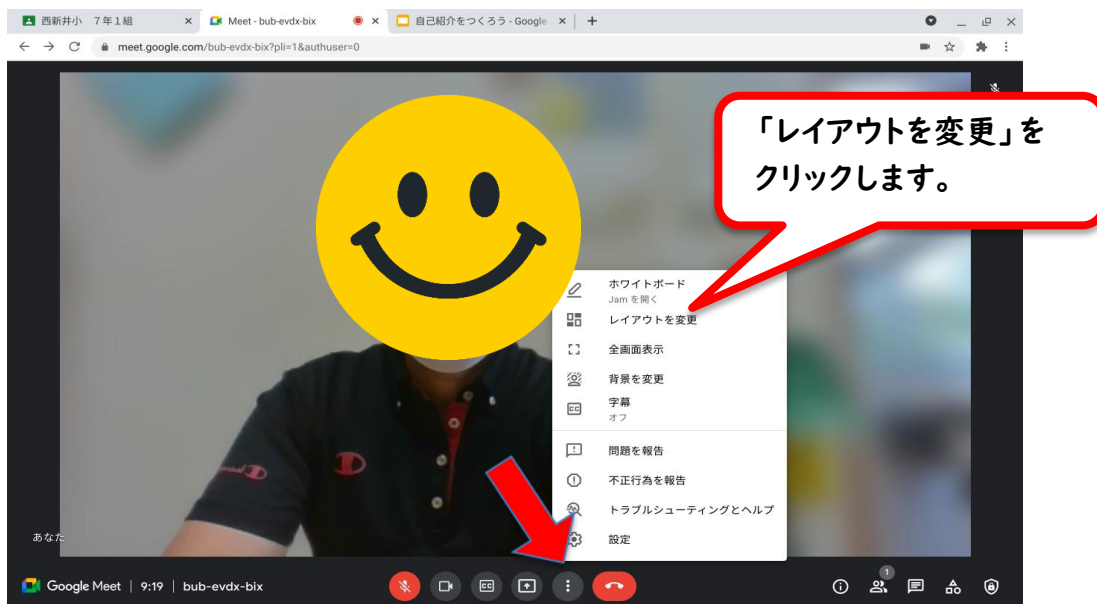 西新井小 7年1組
Meet - bub-evdx-bix
自己紹介をつくろう - Google
meet.google.com/bub-evdx-bix?pli=1&authuser=0
「レイアウトを変更」を
クリックします。
ホワイトボード
Jam を開く
レイアウトを変更
全画面表示
背景を変更
字幕
オフ
問題を報告
不正行為を報告
トラブルシューティングとヘルプ
設定
あなた
Google Meet | 9:19 | bub-evdx-bix
1